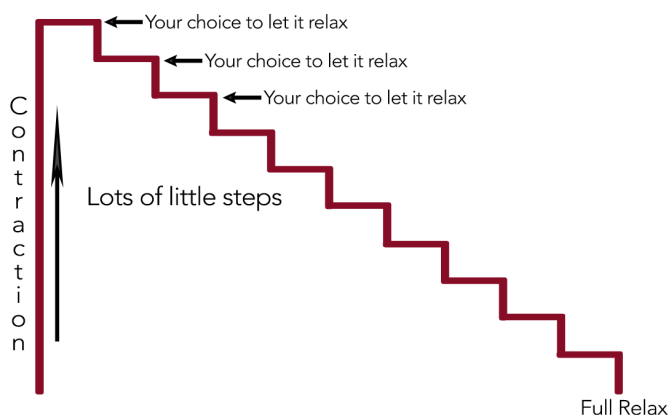 Your choice to let it relax
Your choice to let it relax
Your choice to let it relax
Contraction
Lots of little steps
Full Relax